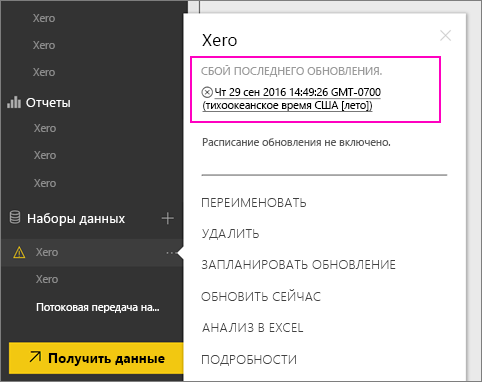 Xero
Xero
Xero
Отчеты
Xero
Xero
Xero
Наборы данных
Xero
Xero
Потоковая передача на...
Получить данные
Xero
СБОЙ ПОСЛЕДНЕГО ОБНОВЛЕНИЯ.
Чт 29 сен 2016 14:49:26 GMT-0700
(тихоокеанское время США [лето])
Расписание обновления не включено.
ПЕРЕИМЕНОВАТЬ
УДАЛИТЬ
ЗАПЛАНИРОВАТЬ ОБНОВЛЕНИЕ
ОБНОВИТЬ СЕЙЧАС
АНАЛИЗ В EXCEL
ПОДРОБНОСТИ